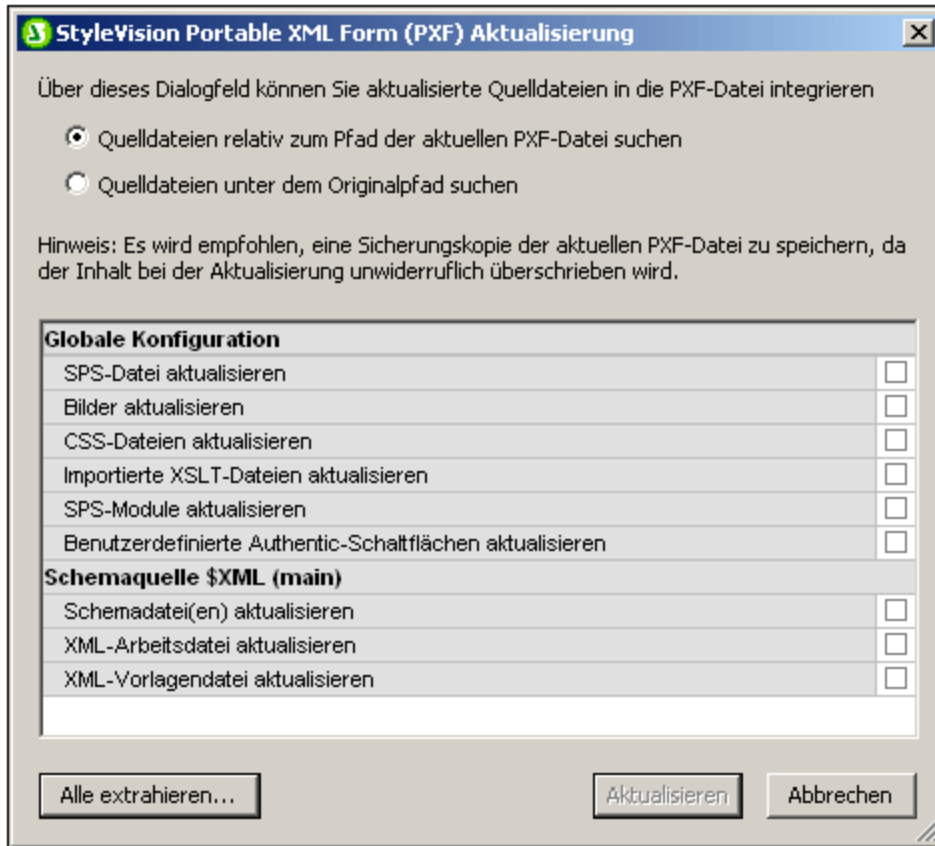 StyleVision Portable XML Form (PXF) Aktualisierung
Über dieses Dialogfeld können Sie aktualisierte Quelldateien in die PXF-Datei integrieren
Quelldateien relativ zum Pfad der aktuellen PXF-Datei suchen
Quelldateien unter dem Originalpfad suchen
Hinweis: Es wird empfohlen, eine Sicherungskopie der aktuellen PXF-Datei zu speichern, da
der Inhalt bei der Aktualisierung unwiderruflich überschrieben wird.
Globale Konfiguration
SPS-Datei aktualisieren
Bilder aktualisieren
CSS-Dateien aktualisieren
Importierte XSLT-Dateien aktualisieren
SPS-Module aktualisieren
Benutzerdefinierte Authentic-Schaltflächen aktualisieren
Schemaquelle $XML (main)
Schemadatei(en) aktualisieren
XML-Arbeitsdatei aktualisieren
XML-Vorlagendatei aktualisieren
Alle extrahieren... Aktualisieren Abbrechen